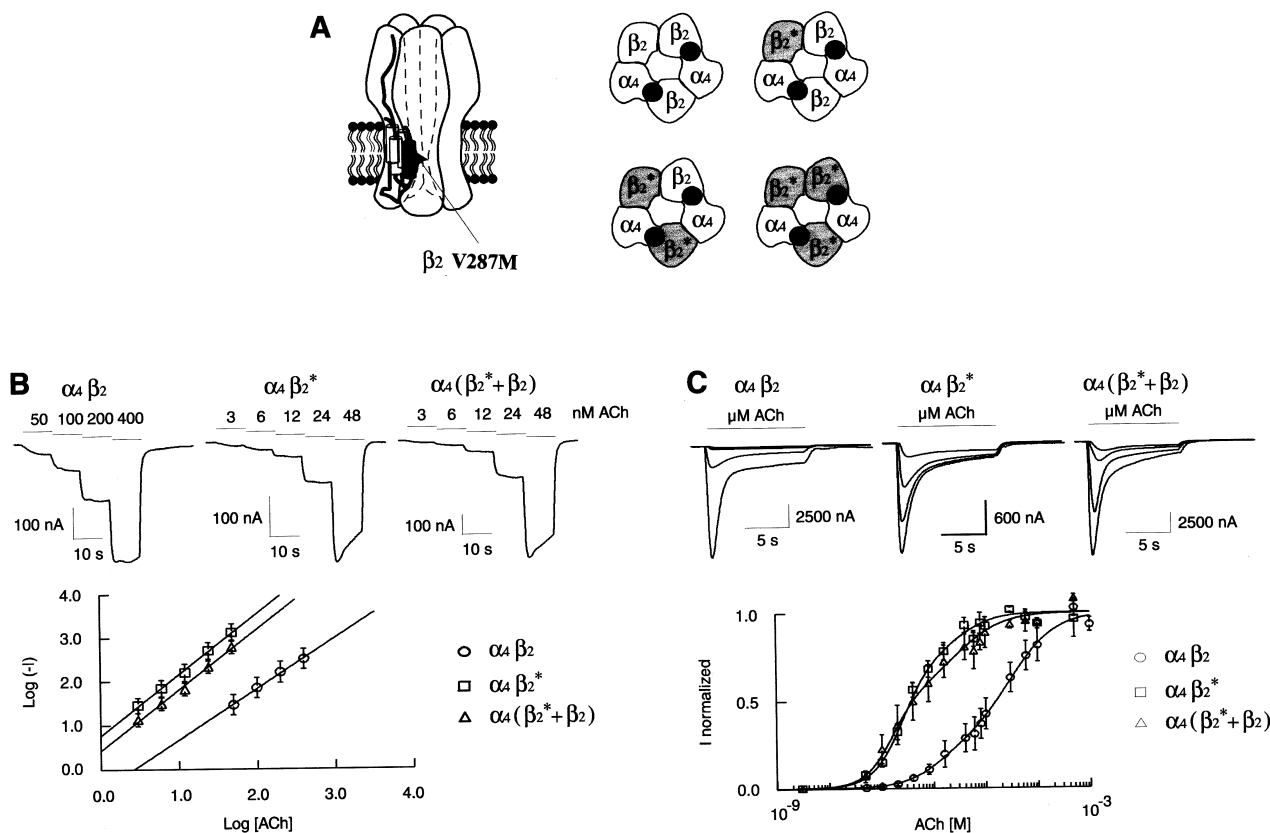 A
β2 V287M
β2 β2
α4 α4
β2
β2* β2
α4 α4
β2
β2* β2
α4 α4
β2*
β2* β2*
α4 α4
β2*
B
α4 β2
50 100 200 400
α4 β2*
3 6 12 24 48
α4 (β2*+β2)
3 6 12 24 48 nM ACh
100 nA
10 s
100 nA
10 s
100 nA
10 s
Log (-I)
4.0
3.0
2.0
1.0
0.0
0.0 1.0 2.0 3.0 4.0
Log [ACh]
α4 β2
α4 β2*
α4 (β2*+β2)
C
α4 β2
µM ACh
α4 β2*
µM ACh
α4 (β2*+β2)
µM ACh
2500 nA
5 s
600 nA
5 s
2500 nA
5 s
I normalized
1.0
0.5
0.0
10-9 10-3
ACh [M]
α4 β2
α4 β2*
α4 (β2*+β2)